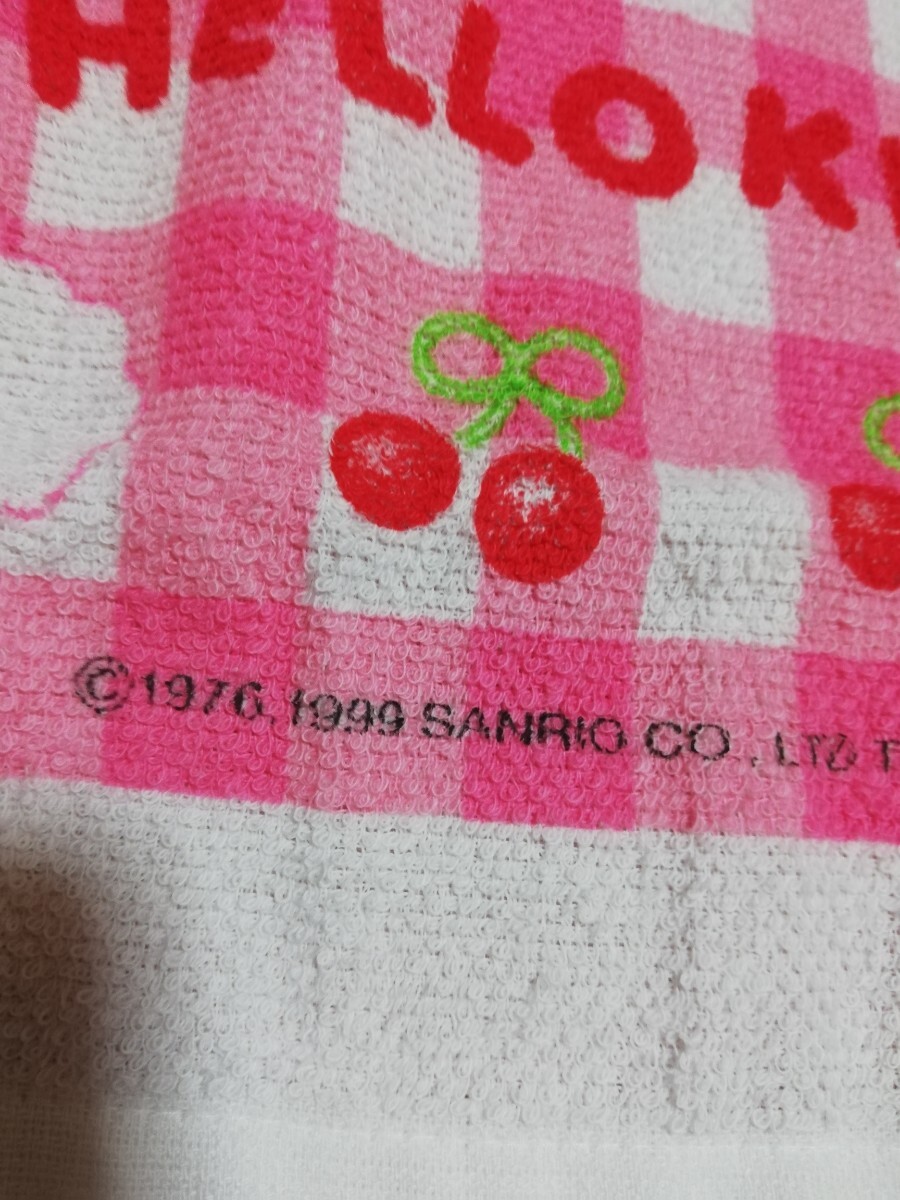 HELLO K
©1976,1999 SANRIO CO.,LTD T